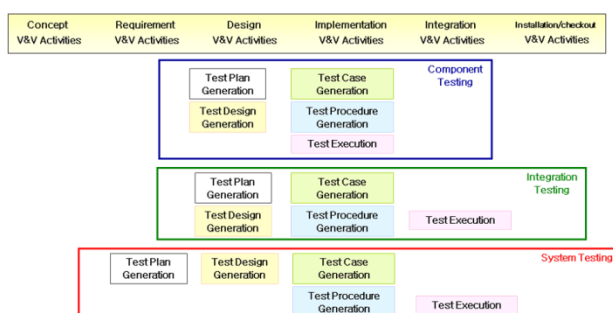 Concept Requirement Design Implementation Integration Installation/checkout
V&V Activities V&V Activities V&V Activities V&V Activities V&V Activities V&V Activities
Component
Testing
Test Plan
Generation
Test Case
Generation
Test Design
Generation
Test Procedure
Generation
Test Execution
Integration
Testing
Test Plan
Generation
Test Case
Generation
Test Design
Generation
Test Procedure
Generation
Test Execution
System Testing
Test Plan
Generation
Test Design
Generation
Test Case
Generation
Test Procedure
Generation
Test Execution